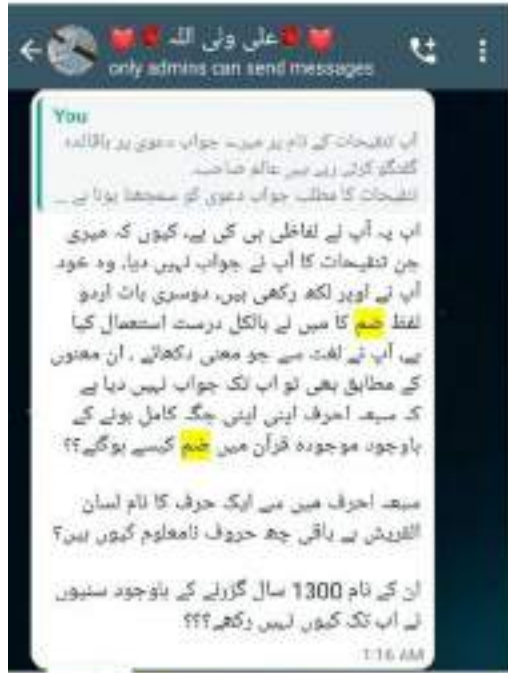 علی ولی اللہ
only admins can send messages
You
آپ تنقیحات کے نام پر میرے جواب دعوی پر باقائدہ
گفتگو کرتے رہے ہیں عالم صاحب۔
تنقیحات کا مطلب جواب دعوی کو سمجھنا ہوتا ہے ...
اب یہ آپ نے لفاظی ہی کی ہے، کیوں کہ میری
جن تنقیحات کا آپ نے جواب نہیں دیا، وہ خود
آپ نے اوپر لکھ رکھی ہیں، دوسری بات اردو
لفظ ضم کا میں نے بالکل درست استعمال کیا
ہے، آپ نے لغت سے جو معنی دکھائے ، ان معنوں
کے مطابق بھی تو اب تک جواب نہیں دیا ہے
کہ سبعہ احرف اپنی اپنی جگہ کامل ہونے کے
باوجود موجودہ قرآن میں ضم کیسے ہوگیے؟؟
سبعہ احرف میں سے ایک حرف کا نام لسان
القریش ہے باقی چھ حروف نامعلوم کیوں ہیں؟
ان کے نام 1300 سال گزرنے کے باوجود سنیوں
نے اب تک کیوں نہیں رکھے؟؟؟
1:16 AM